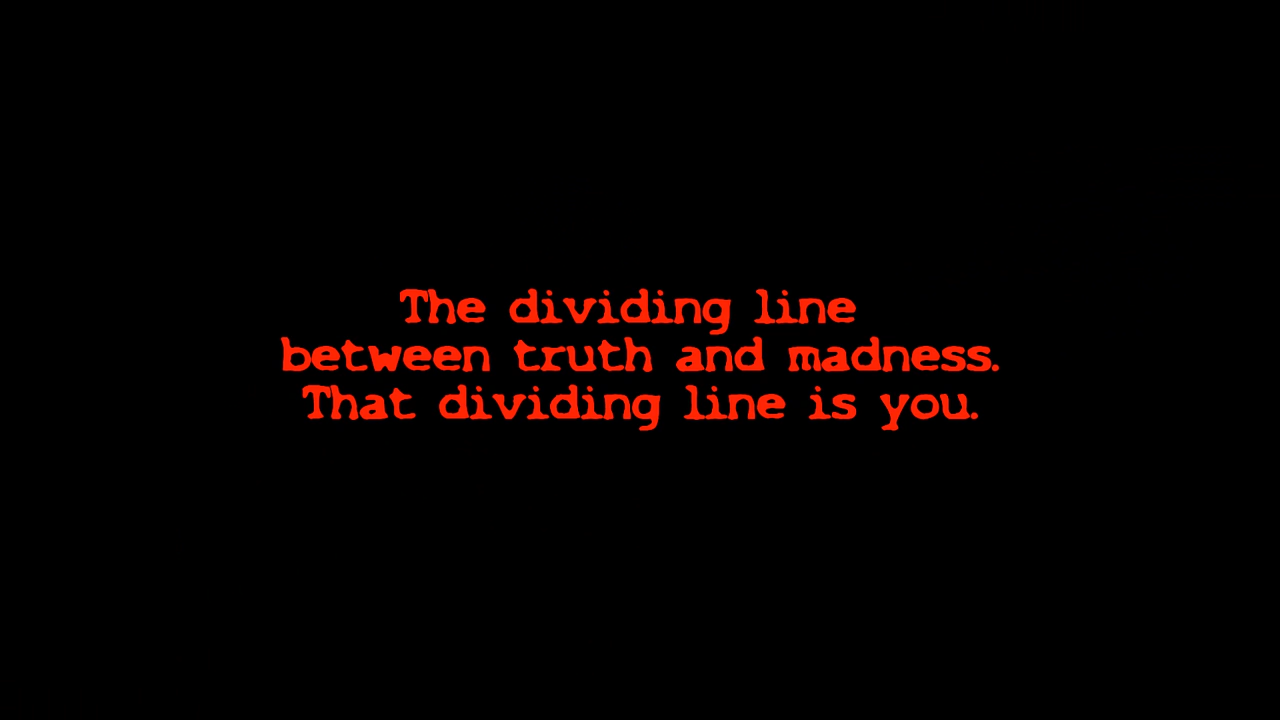 The dividing line
between truth and madness.
That dividing line is you.